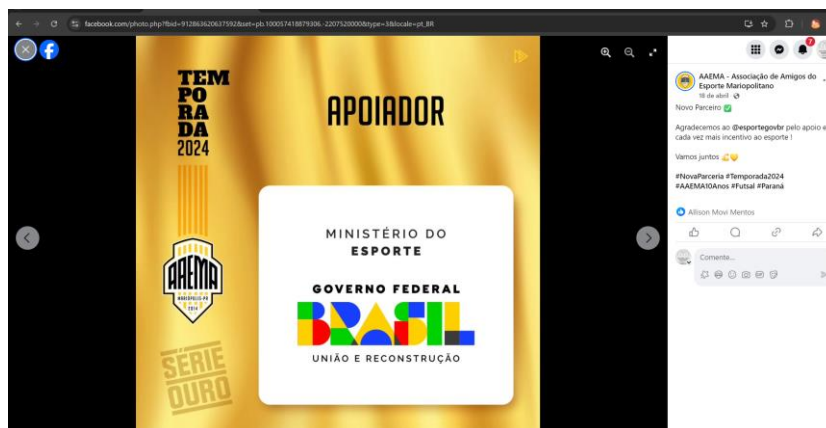 facebook.com/photo.php?fbid=912863620637592&set=pb.100057418879306.-2207520000&type=3&locale=pt_BR
TEM
PO
RA
DA
2024
APOIADOR
AAEMA
MARIÓPOLIS-PR
2014
É
SÉRIE
OURO
MINISTÉRIO DO
ESPORTE
GOVERNO FEDERAL
BRASIL
UNIÃO E RECONSTRUÇÃO
7
AAEMA - Associação de Amigos do
Esporte Mariopolitano
18 de abril
Novo Parceiro ✅
Agradecemos ao @esportegovbr pelo apoio e
cada vez mais incentivo ao esporte !
Vamos juntos 💪💛
#NovaParceria #Temporada2024
#AAEMA10Anos #Futsal #Paraná
Allison Movi Mentos
Comente...